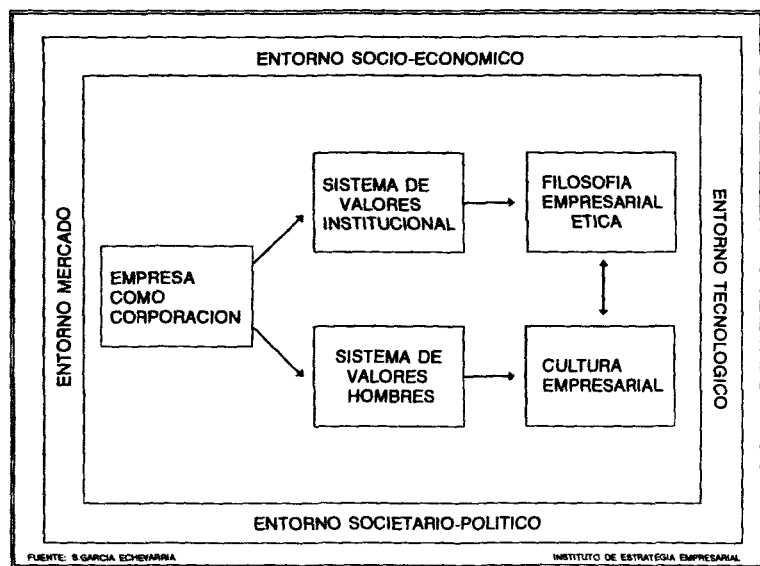 ENTORNO SOCIO-ECONOMICO
ENTORNO MERCADO
EMPRESA
COMO
CORPORACION
SISTEMA DE
VALORES
INSTITUCIONAL
FILOSOFIA
EMPRESARIAL
ETICA
SISTEMA DE
VALORES
HOMBRES
CULTURA
EMPRESARIAL
ENTORNO TECNOLOGICO
ENTORNO SOCIETARIO-POLITICO
FUENTE: S.GARCIA ECHEVARRIA
INSTITUTO DE ESTRATEGIA EMPRESARIAL